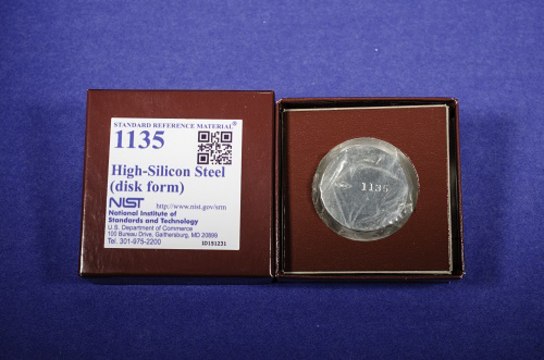 STANDARD REFERENCE MATERIAL®
1135
High-Silicon Steel
(disk form)
NIST http://www.nist.gov/srm
National Institute of
Standards and Technology
U.S. Department of Commerce
100 Bureau Drive, Gaithersburg, MD 20899
Tel. 301-975-2200 ID151231
1135